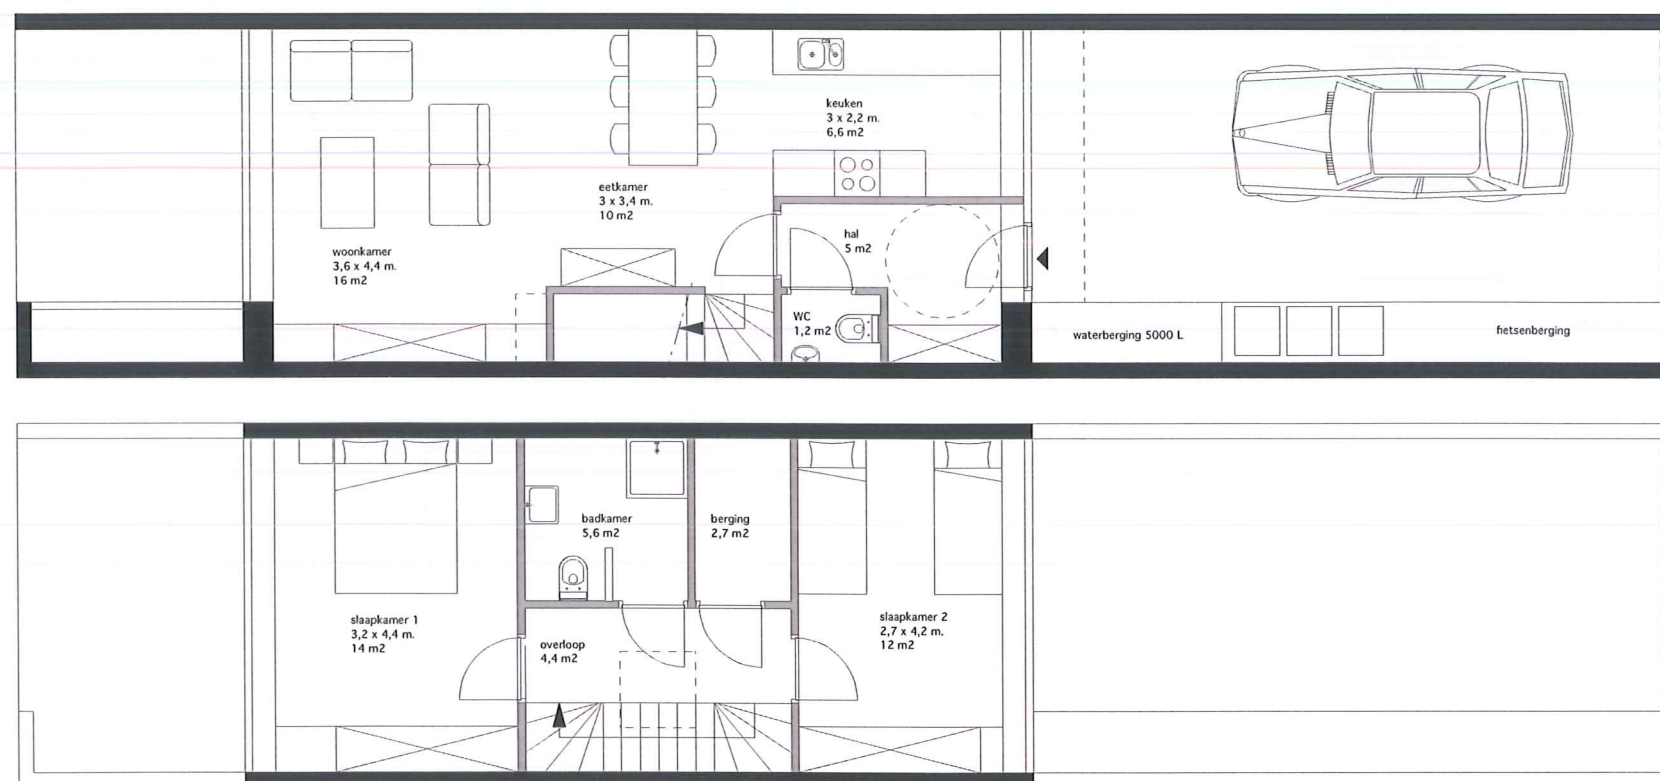 keuken
3 x 2,2 m.
6,6 m2
eetkamer
3 x 3,4 m.
10 m2
woonkamer
3,6 x 4,4 m.
16 m2
hal
5 m2
WC
1,2 m2
waterberging 5000 L
fietsenberging
badkamer
5,6 m2
berging
2,7 m2
slaapkamer 1
3,2 x 4,4 m.
14 m2
overloop
4,4 m2
slaapkamer 2
2,7 x 4,2 m.
12 m2